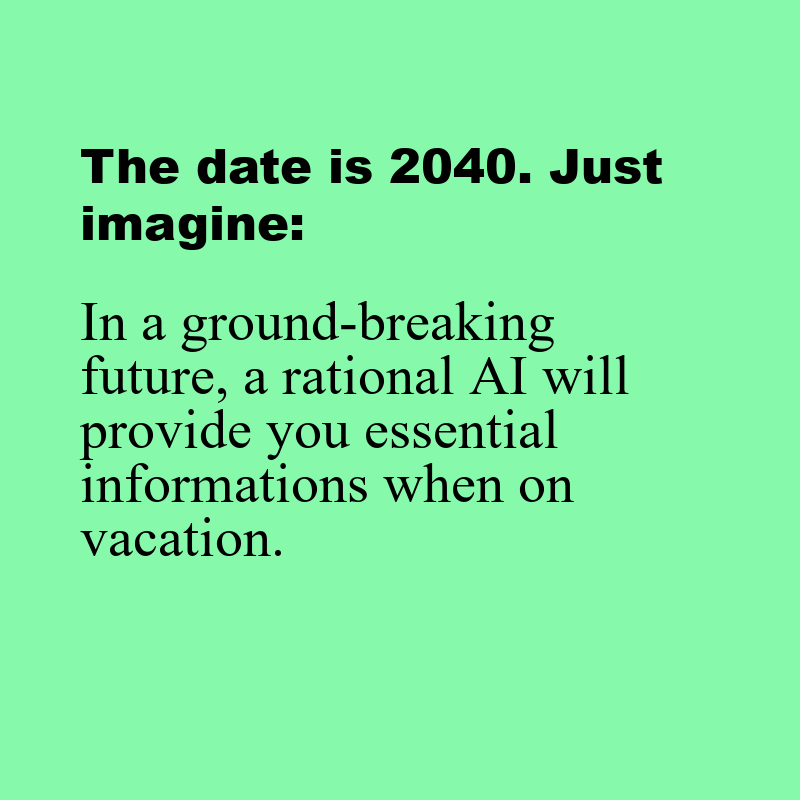 The date is 2040. Just
imagine:
In a ground-breaking
future, a rational AI will
provide you essential
informations when on
vacation.